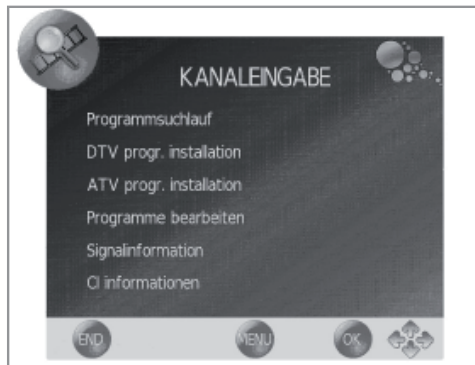 KANALEINGABE
Programmsuchlauf
DTV progr. installation
ATV progr. installation
Programme bearbeiten
Signalinformation
CI informationen
END MENU OK